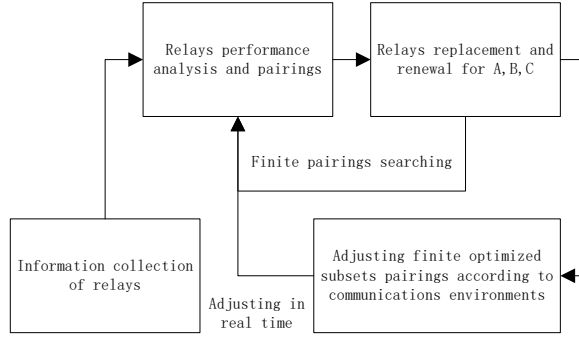 Relays performance
analysis and pairings
Relays replacement and
renewal for A,B,C
Finite pairings searching
Information collection
of relays
Adjusting finite optimized
subsets pairings according to
communications environments
Adjusting in
real time